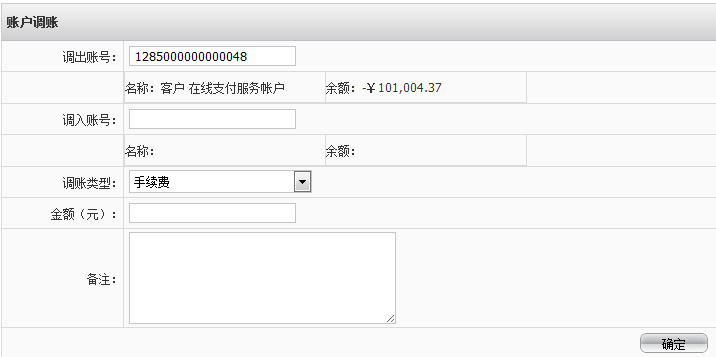 账户调账
调出账号： 1285000000000048
名称：客户 在线支付服务帐户 余额：-￥101,004.37
调入账号：
名称： 余额：
调账类型： 手续费
金额（元）：
备注：
确定